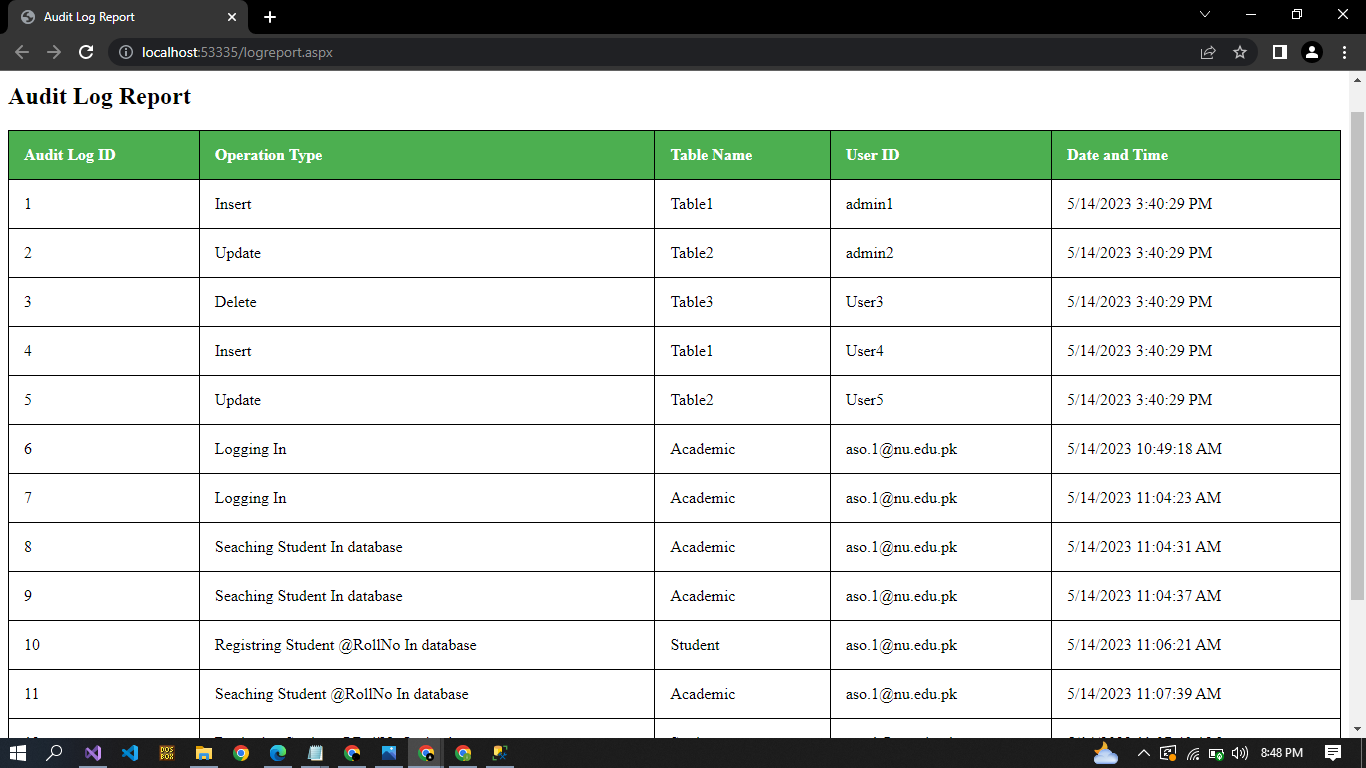 Audit Log Report
localhost:53335/logreport.aspx
Audit Log Report
Audit Log ID Operation Type Table Name User ID Date and Time
1 Insert Table1 admin1 5/14/2023 3:40:29 PM
2 Update Table2 admin2 5/14/2023 3:40:29 PM
3 Delete Table3 User3 5/14/2023 3:40:29 PM
4 Insert Table1 User4 5/14/2023 3:40:29 PM
5 Update Table2 User5 5/14/2023 3:40:29 PM
6 Logging In Academic aso.1@nu.edu.pk 5/14/2023 10:49:18 AM
7 Logging In Academic aso.1@nu.edu.pk 5/14/2023 11:04:23 AM
8 Seaching Student In database Academic aso.1@nu.edu.pk 5/14/2023 11:04:31 AM
9 Seaching Student In database Academic aso.1@nu.edu.pk 5/14/2023 11:04:37 AM
10 Registring Student @RollNo In database Student aso.1@nu.edu.pk 5/14/2023 11:06:21 AM
11 Seaching Student @RollNo In database Academic aso.1@nu.edu.pk 5/14/2023 11:07:39 AM
DOS BOX
8:48 PM